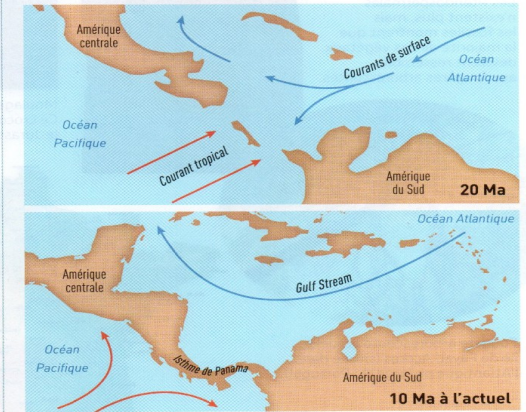 Amérique
centrale
Courants de surface
Océan
Atlantique
Océan
Pacifique
Courant tropical
Amérique
du Sud
20 Ma
Océan Atlantique
Amérique
centrale
Gulf Stream
Océan
Pacifique
Isthme de Panama
Amérique du Sud
10 Ma à l'actuel